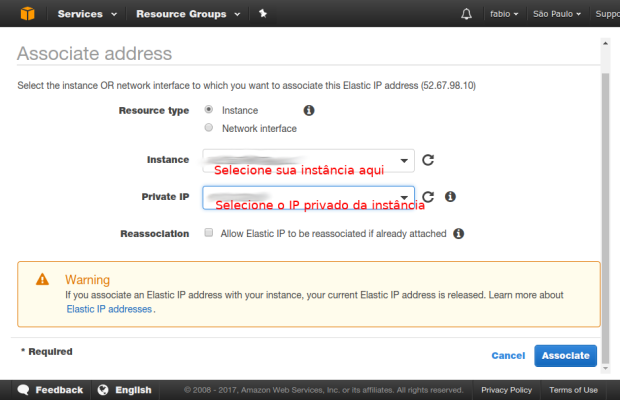 Services Resource Groups fabio São Paulo Suppo
Associate address
Select the instance OR network interface to which you want to associate this Elastic IP address (52.67.98.10)
Resource type Instance
Network interface
Instance
Selecione sua instância aqui
Private IP
Selecione o IP privado da instância
Reassociation Allow Elastic IP to be reassociated if already attached
Warning
If you associate an Elastic IP address with your instance, your current Elastic IP address is released. Learn more about
Elastic IP addresses.
* Required
Cancel Associate
Feedback English © 2008 - 2017, Amazon Web Services, Inc. or its affiliates. All rights reserved. Privacy Policy Terms of Use